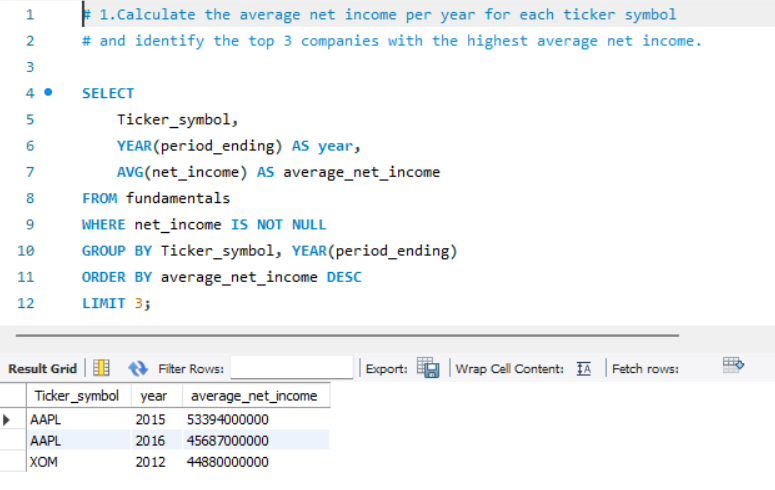 1 # 1.Calculate the average net income per year for each ticker symbol
2 # and identify the top 3 companies with the highest average net income.
3
4 SELECT
5 Ticker_symbol,
6 YEAR(period_ending) AS year,
7 AVG(net_income) AS average_net_income
8 FROM fundamentals
9 WHERE net_income IS NOT NULL
10 GROUP BY Ticker_symbol, YEAR(period_ending)
11 ORDER BY average_net_income DESC
12 LIMIT 3;
Result Grid Filter Rows: Export: Wrap Cell Content: IA Fetch rows:
Ticker_symbol year average_net_income
AAPL 2015 53394000000
AAPL 2016 45687000000
XOM 2012 44880000000